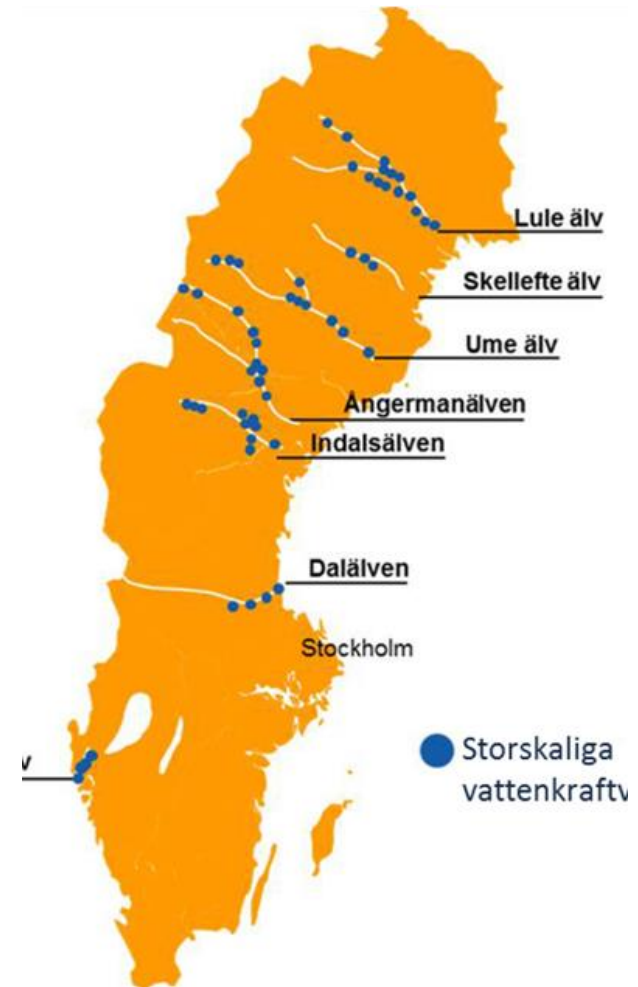 Lule älv
Skellefte älv
Ume älv
Ångermanälven
Indalsälven
Dalälven
Stockholm
Storskaliga